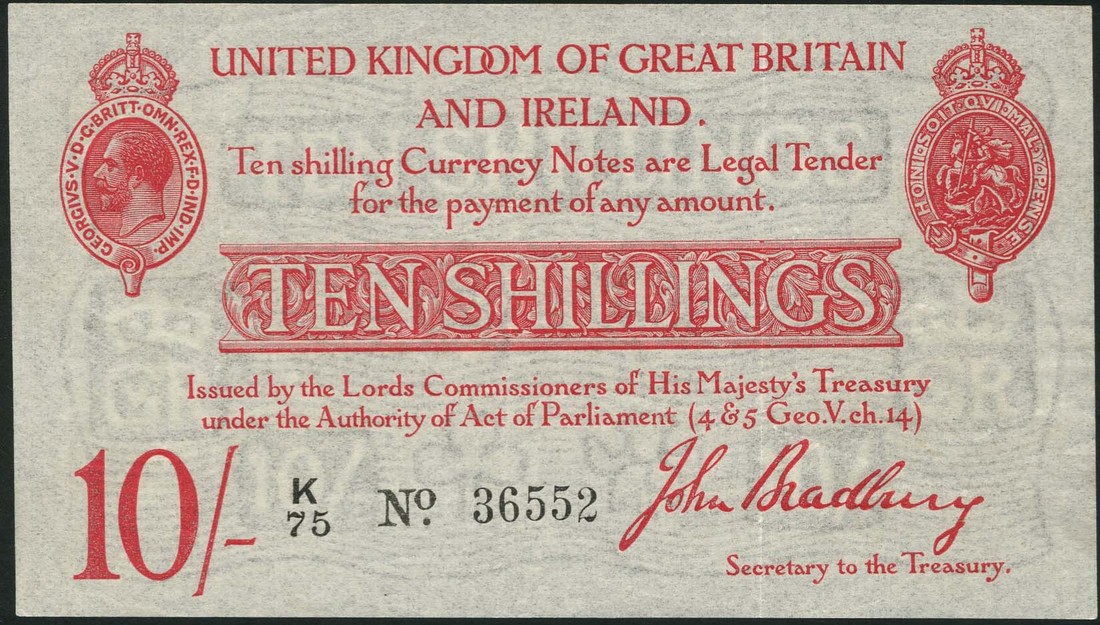 UNITED KINGDOM OF GREAT BRITAIN
AND IRELAND.
GEORGIVS·V·D·G·BRITT·OMN·REX·F·D·IND·IMP·
HONI·SOIT·QVI·MAL·Y·PENSE
Ten shilling Currency Notes are Legal Tender
for the payment of any amount.
TEN SHILLINGS
Issued by the Lords Commissioners of His Majesty's Treasury
under the Authority of Act of Parliament (4 & 5 Geo.V.ch.14)
10/-
K
75
No. 36552
John Bradbury
Secretary to the Treasury.